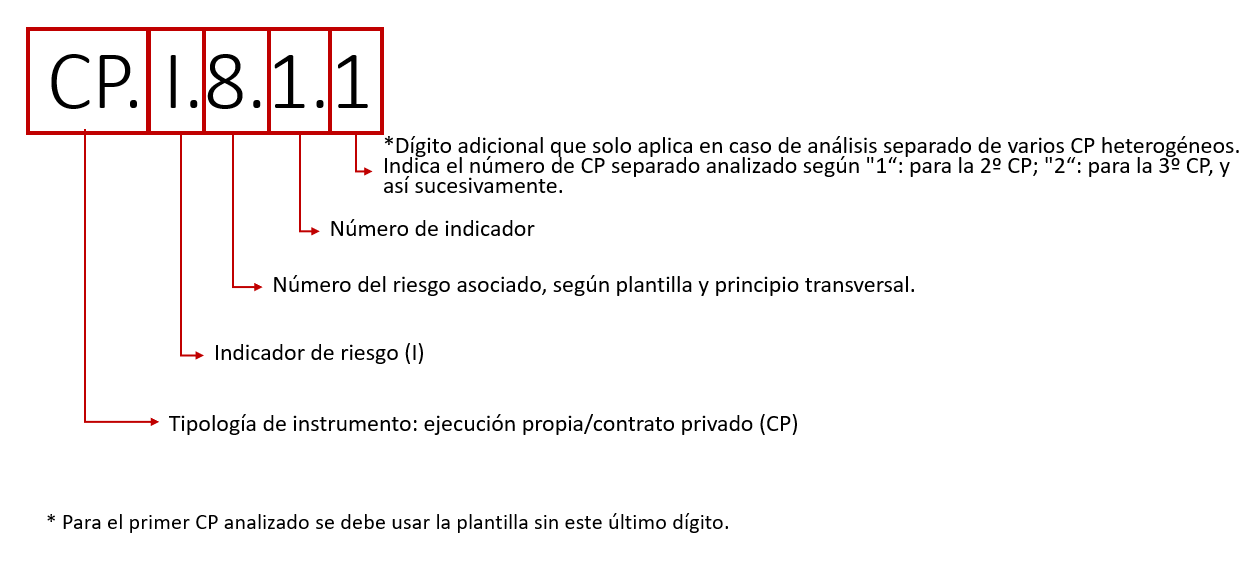 CP. I.8.1.1
*Dígito adicional que solo aplica en caso de análisis separado de varios CP heterogéneos.
Indica el número de CP separado analizado según "1“: para la 2º CP; "2“: para la 3º CP, y
así sucesivamente.
Número de indicador
Número del riesgo asociado, según plantilla y principio transversal.
Indicador de riesgo (I)
Tipología de instrumento: ejecución propia/contrato privado (CP)
* Para el primer CP analizado se debe usar la plantilla sin este último dígito.